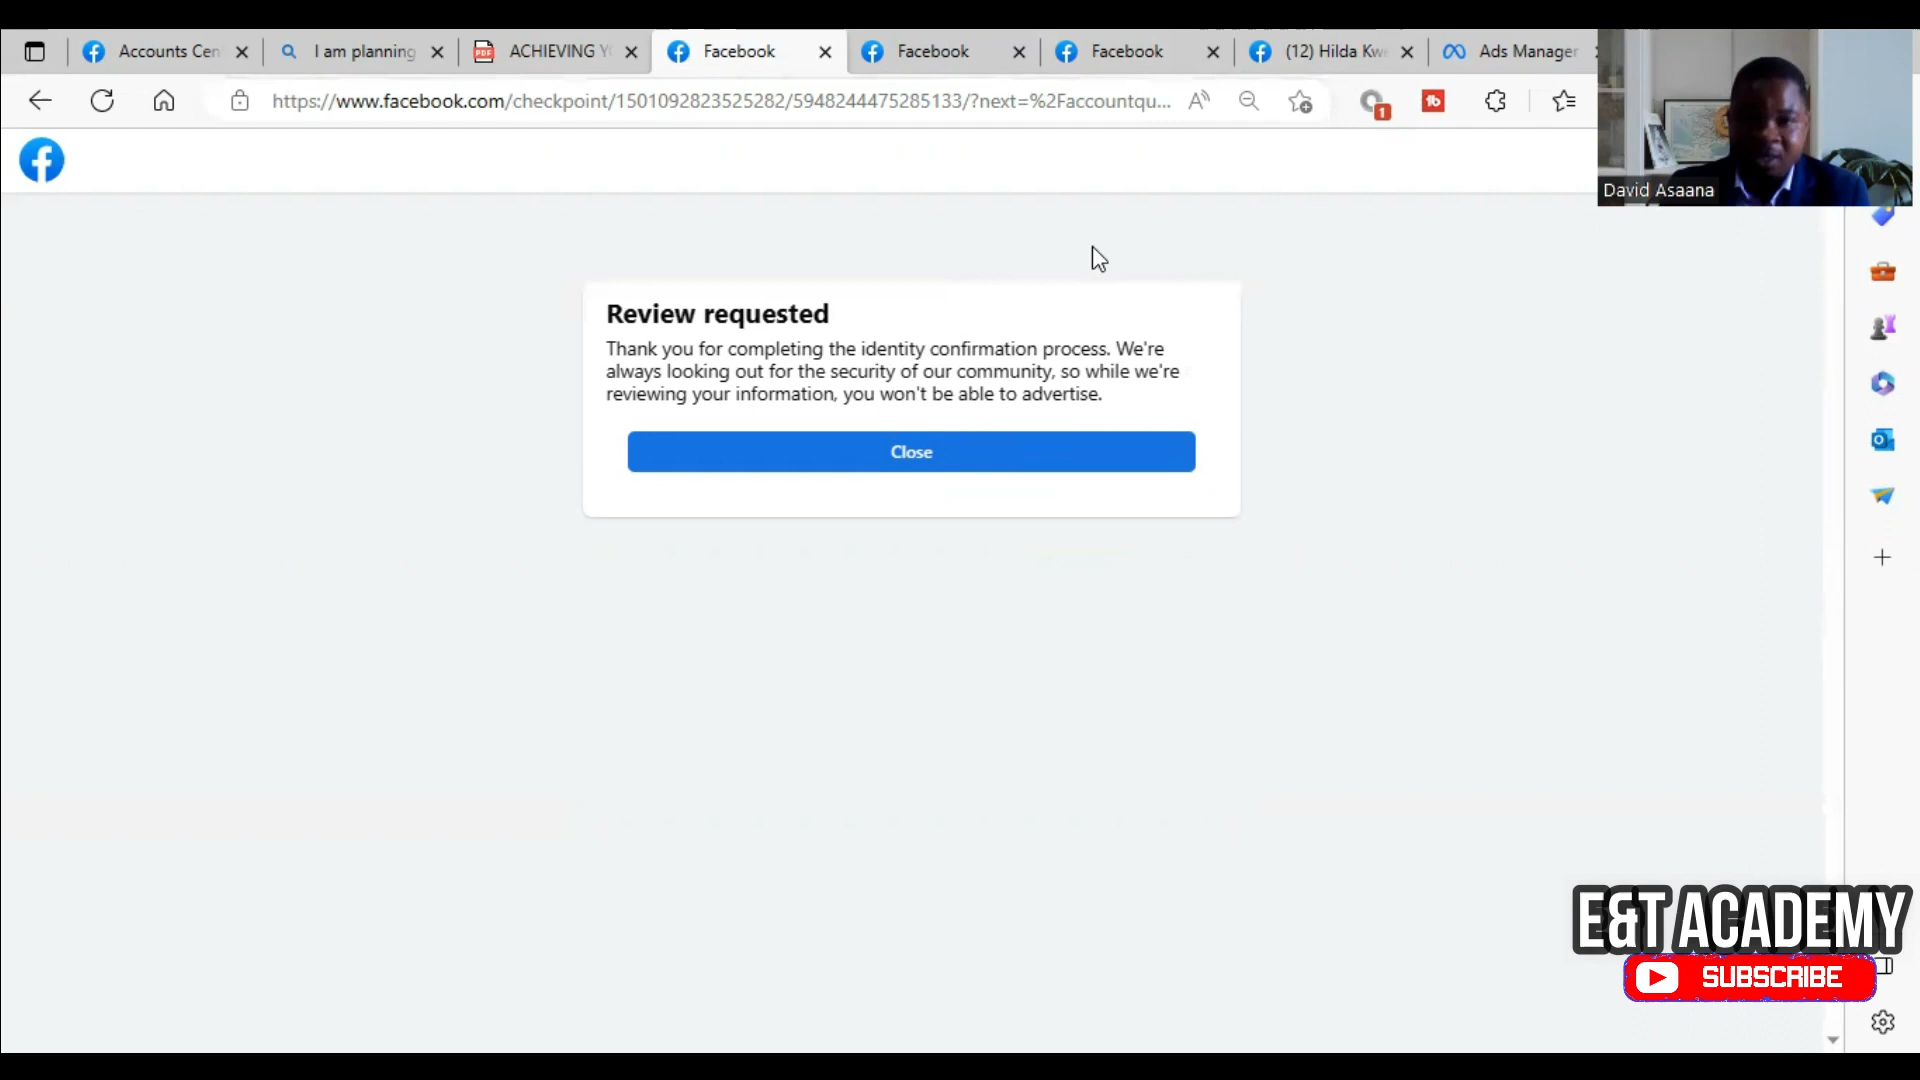 Accounts Cen
I am planning
ACHIEVING Y
Facebook
Facebook
Facebook
(12) Hilda Kwe
Ads Manager
https://www.facebook.com/checkpoint/1501092823525282/5948244475285133/?next=%2Faccountqu...
1
David Asaana
Review requested
Thank you for completing the identity confirmation process. We're
always looking out for the security of our community, so while we're
reviewing your information, you won't be able to advertise.
Close
E&T ACADEMY
SUBSCRIBE